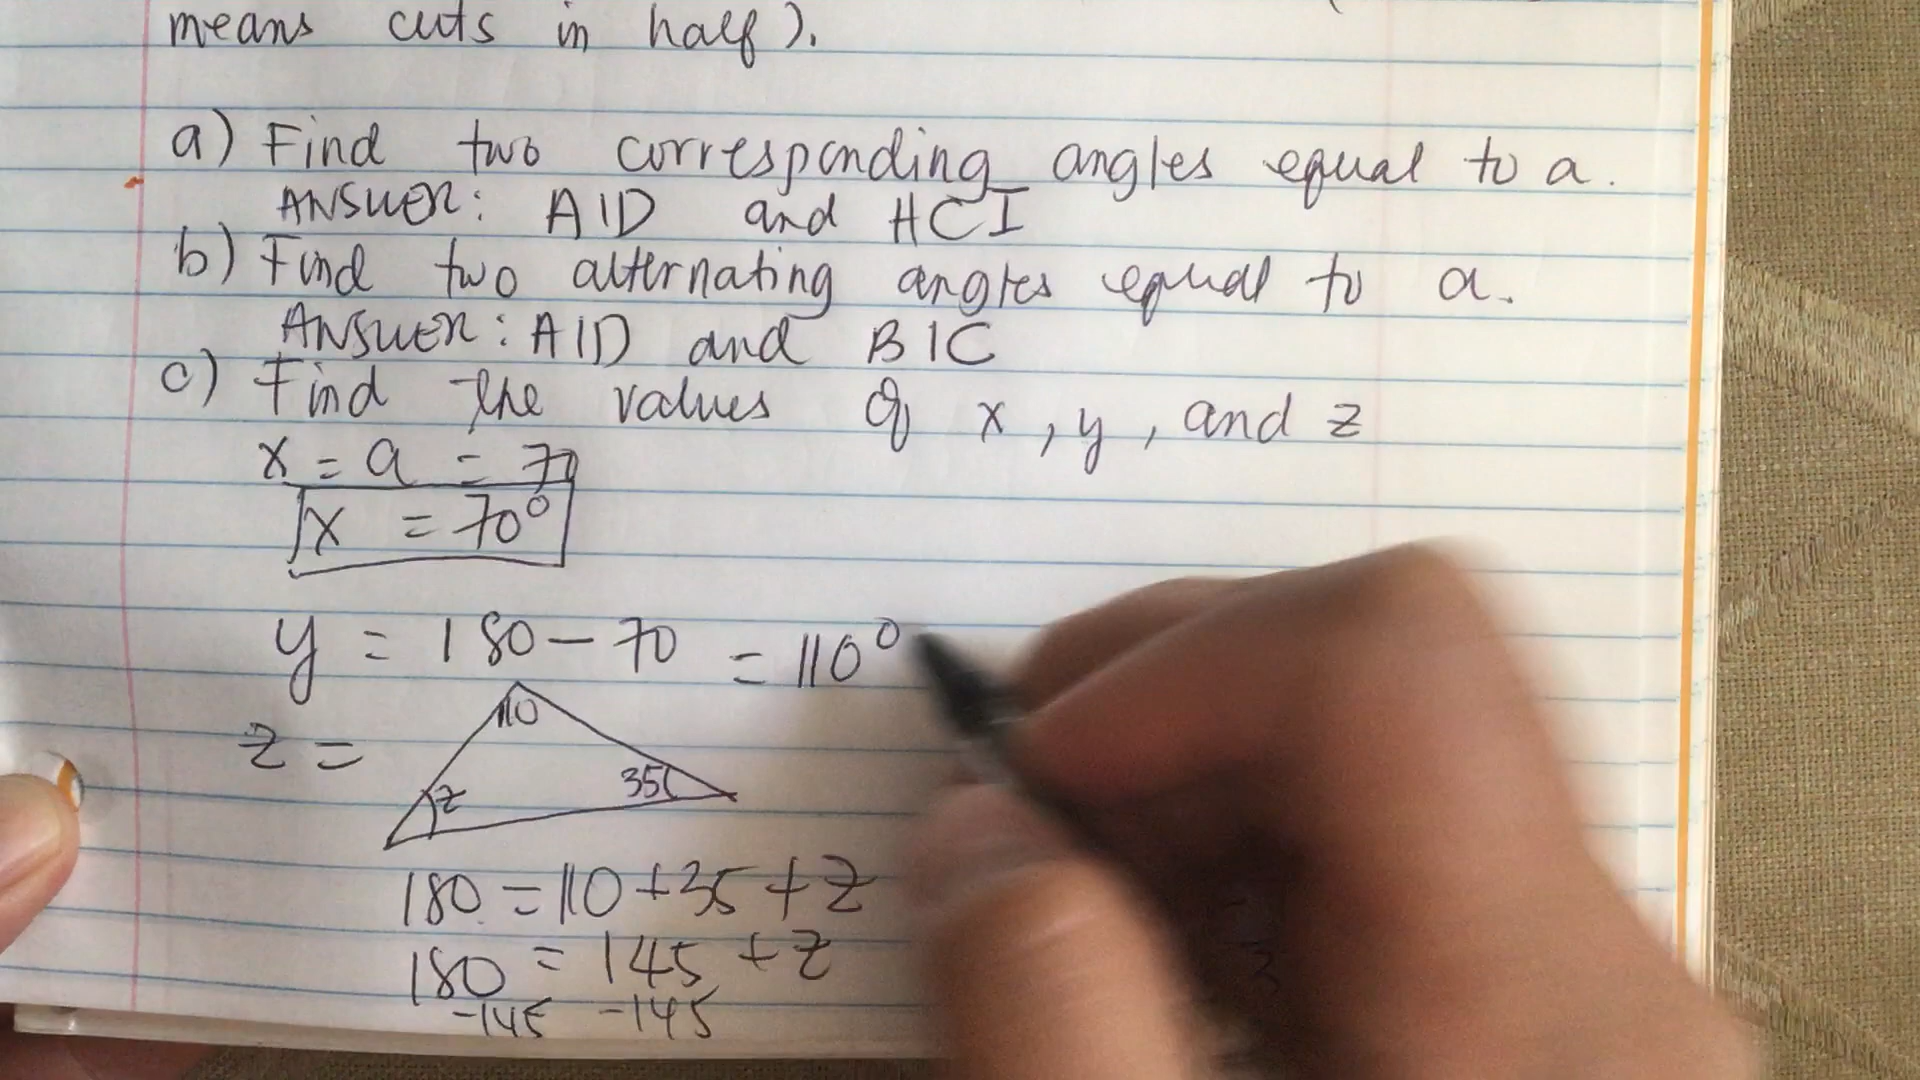 means cuts in half).
a) Find two corresponding angles equal to a.
ANSWER: AID and HCI
b) Find two alternating angles equal to a.
ANSWER: AID and BIC
c) Find the values of x, y, and z
x = a = 70
x = 70°
y = 180 - 70 = 110°
110
z =
z 35
180 = 110 + 35 + z
180 = 145 + z
-145 -145